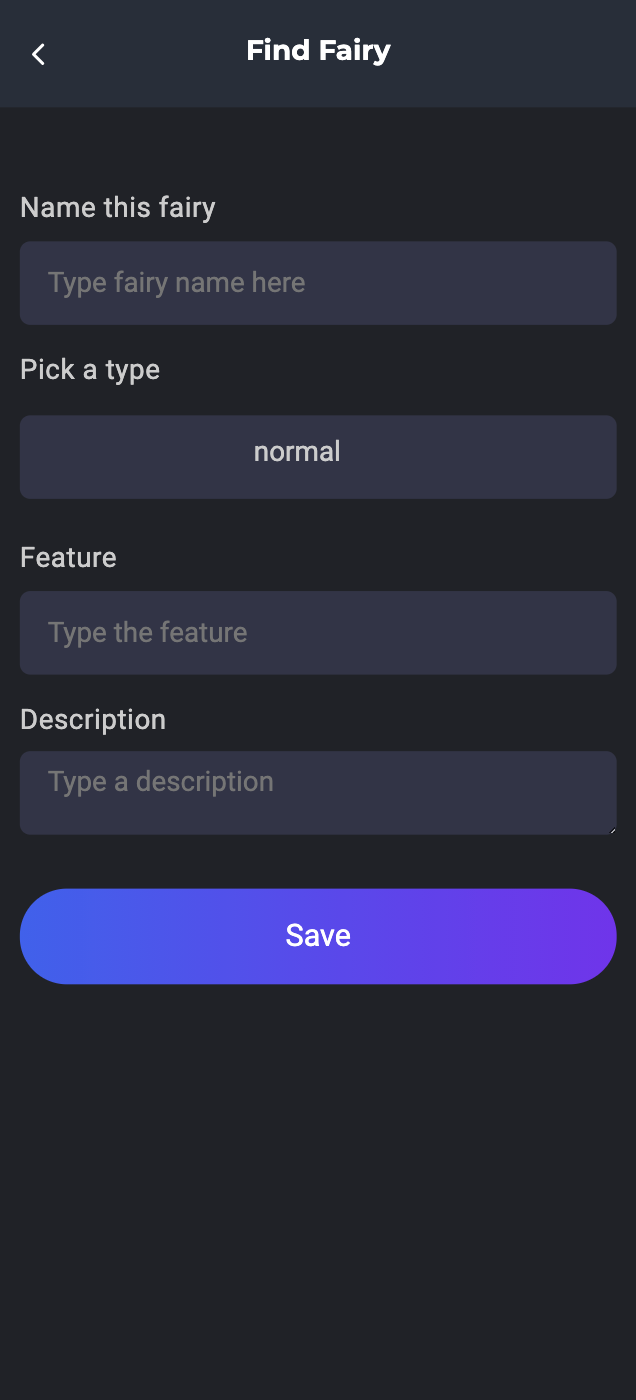 Find Fairy
Name this fairy
Type fairy name here
Pick a type
normal
Feature
Type the feature
Description
Type a description
Save